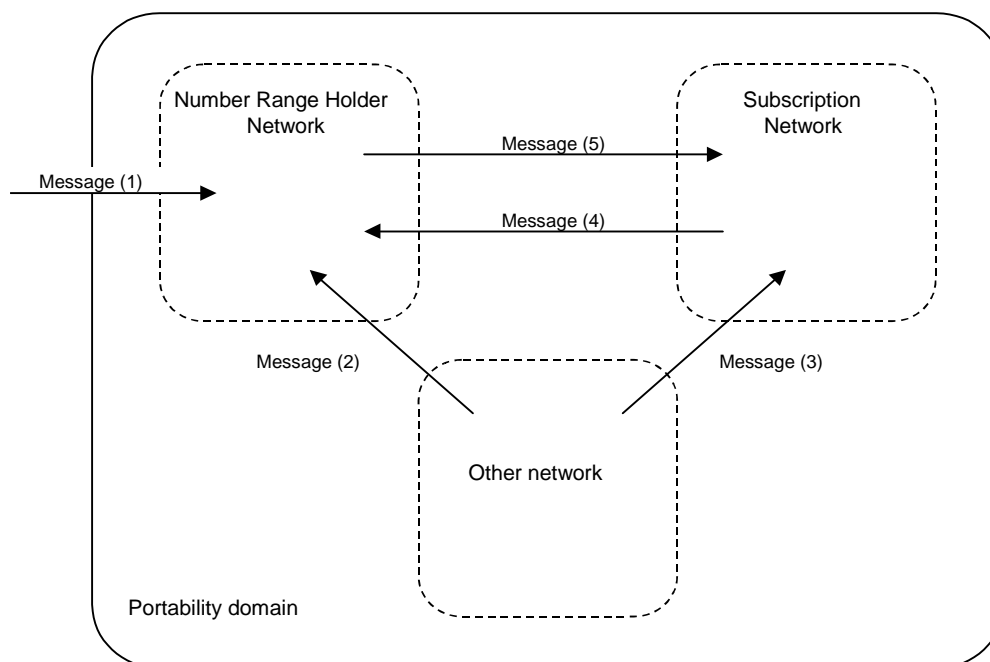 Number Range Holder
Network
Subscription
Network
Message (5)
Message (1)
Message (4)
Message (2)
Message (3)
Other network
Portability domain